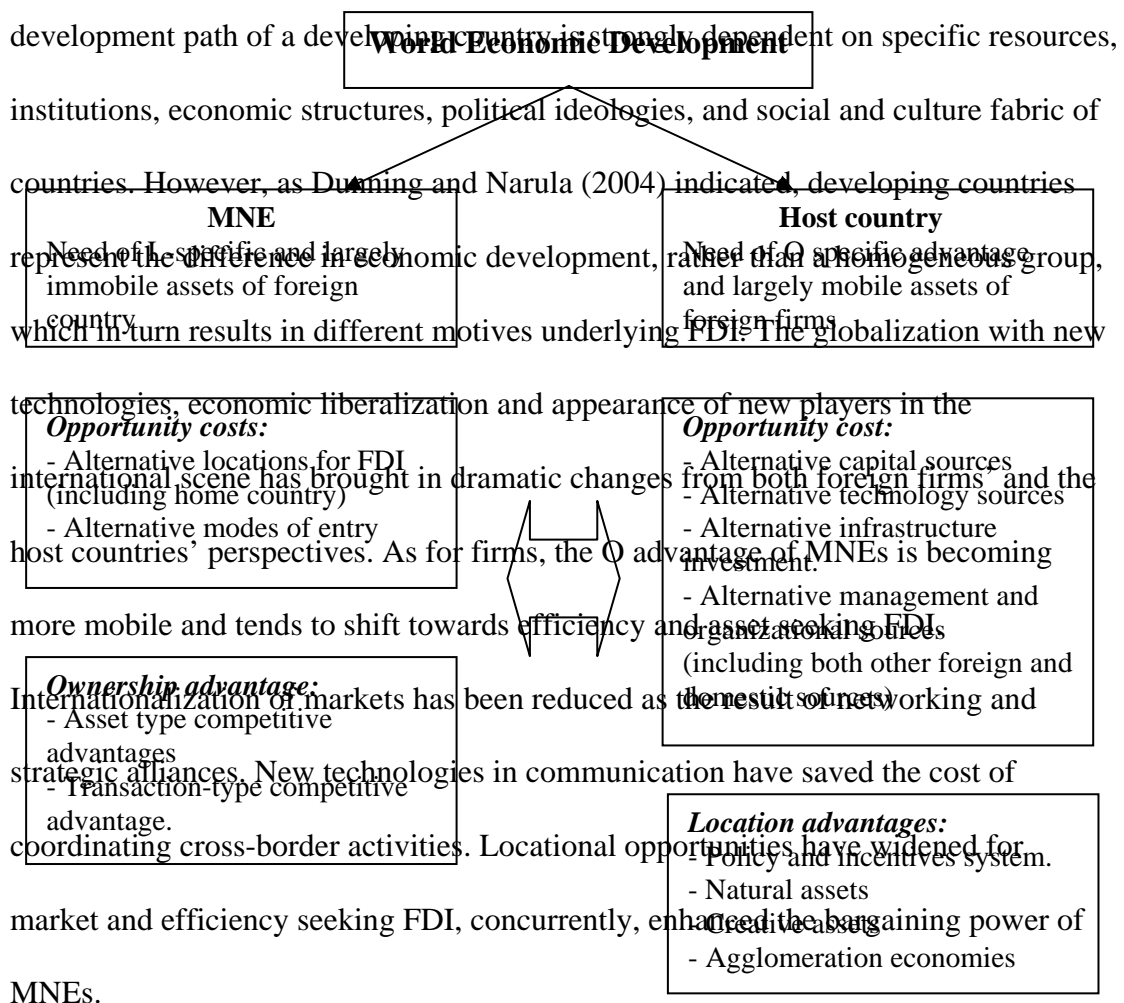 development path of a developing country is strongly dependent on specific resources,
institutions, economic structures, political ideologies, and social and culture fabric of
countries. However, as Dunning and Narula (2004) indicated, developing countries
represent the difference in economic development, rather than a homogeneous group,
which in turn results in different motives underlying FDI. The globalization with new
technologies, economic liberalization and appearance of new players in the
international scene has brought in dramatic changes from both foreign firms’ and the
host countries’ perspectives. As for firms, the O advantage of MNEs is becoming
more mobile and tends to shift towards efficiency and asset seeking FDI.
Internationalization of markets has been reduced as the result of networking and
strategic alliances. New technologies in communication have saved the cost of
coordinating cross-border activities. Locational opportunities have widened for
market and efficiency seeking FDI, concurrently, enhanced the bargaining power of
MNEs.
World Economic Development
MNE
Need of L -specific and largely
immobile assets of foreign
country
Opportunity costs:
- Alternative locations for FDI
(including home country)
- Alternative modes of entry
Ownership advantage:
- Asset type competitive
advantages
- Transaction-type competitive
advantage.
Host country
Need of O specific advantage
and largely mobile assets of
foreign firms
Opportunity cost:
- Alternative capital sources
- Alternative technology sources
- Alternative infrastructure
investment.
- Alternative management and
organizational sources
(including both other foreign and
domestic sources)
Location advantages:
- Policy and incentives system.
- Natural assets
- Creative assets
- Agglomeration economies